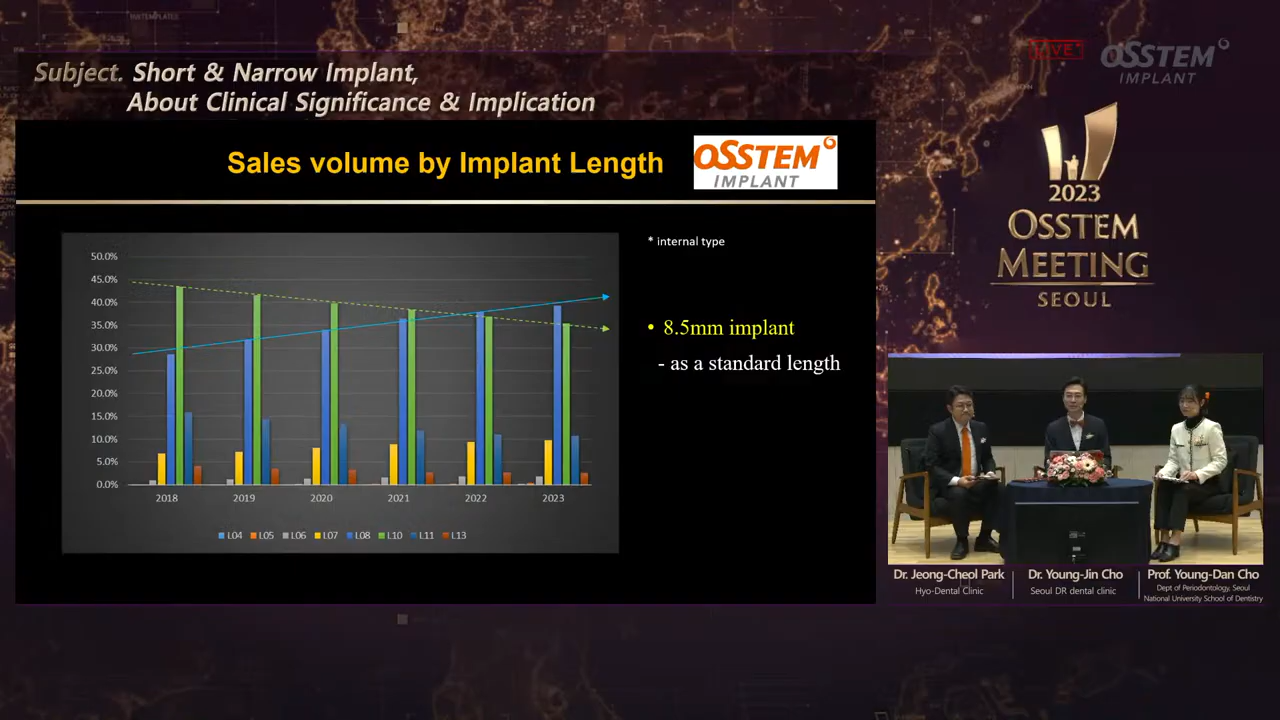 LIVE
OSSTEM
IMPLANT
Subject. Short & Narrow Implant,
About Clinical Significance & Implication
Sales volume by Implant Length
OSSTEM
IMPLANT
* internal type
50.0%
45.0%
40.0%
35.0%
30.0%
25.0%
20.0%
15.0%
10.0%
5.0%
0.0%
2018 2019 2020 2021 2022 2023
L04 L05 L06 L07 L08 L10 L11 L13
• 8.5mm implant
- as a standard length
2023
OSSTEM
MEETING
SEOUL
Dr. Jeong-Cheol Park
Hyo-Dental Clinic
Dr. Young-Jin Cho
Seoul DR dental clinic
Prof. Young-Dan Cho
Dept of Periodontology, Seoul
National University School of Dentistry